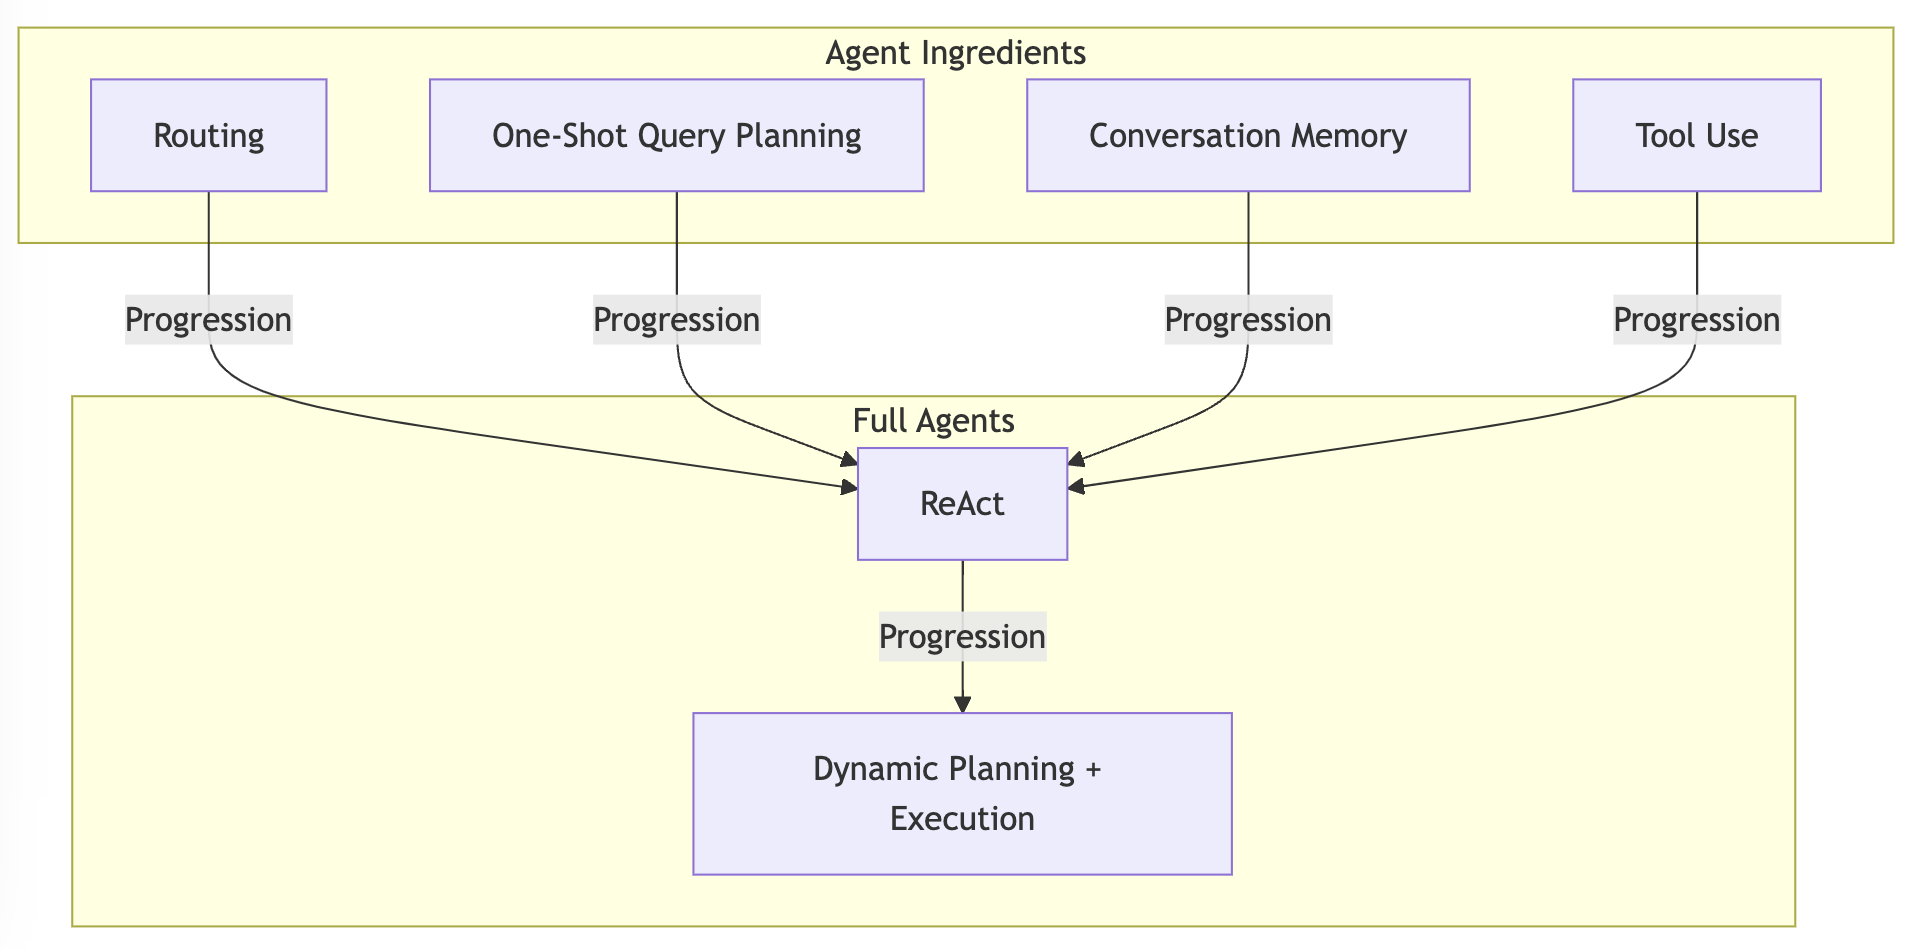 Agent Ingredients
Routing
One-Shot Query Planning
Conversation Memory
Tool Use
Progression
Progression
Progression
Progression
Full Agents
ReAct
Progression
Dynamic Planning +
Execution